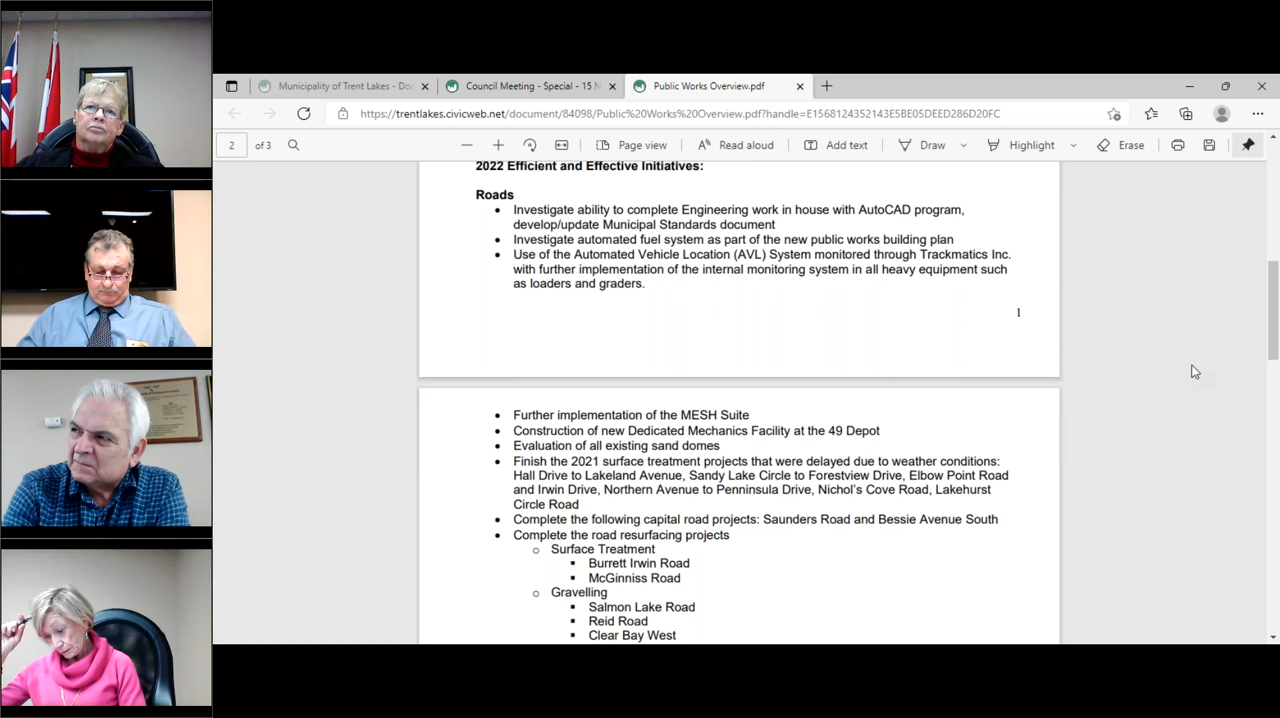 Municipality of Trent Lakes - Doc
Council Meeting - Special - 15 N
Public Works Overview.pdf
https://trentlakes.civicweb.net/document/84098/Public%20Works%20Overview.pdf?handle=E1568124352143E5BE05DEED286D20FC
2 of 3
Page view
Read aloud
Add text
Draw
Highlight
Erase
2022 Efficient and Effective Initiatives:
Roads
• Investigate ability to complete Engineering work in house with AutoCAD program,
develop/update Municipal Standards document
• Investigate automated fuel system as part of the new public works building plan
• Use of the Automated Vehicle Location (AVL) System monitored through Trackmatics Inc.
with further implementation of the internal monitoring system in all heavy equipment such
as loaders and graders.
1
• Further implementation of the MESH Suite
• Construction of new Dedicated Mechanics Facility at the 49 Depot
• Evaluation of all existing sand domes
• Finish the 2021 surface treatment projects that were delayed due to weather conditions:
Hall Drive to Lakeland Avenue, Sandy Lake Circle to Forestview Drive, Elbow Point Road
and Irwin Drive, Northern Avenue to Penninsula Drive, Nichol's Cove Road, Lakehurst
Circle Road
• Complete the following capital road projects: Saunders Road and Bessie Avenue South
• Complete the road resurfacing projects
o Surface Treatment
▪ Burrett Irwin Road
▪ McGinniss Road
o Gravelling
▪ Salmon Lake Road
▪ Reid Road
▪ Clear Bay West